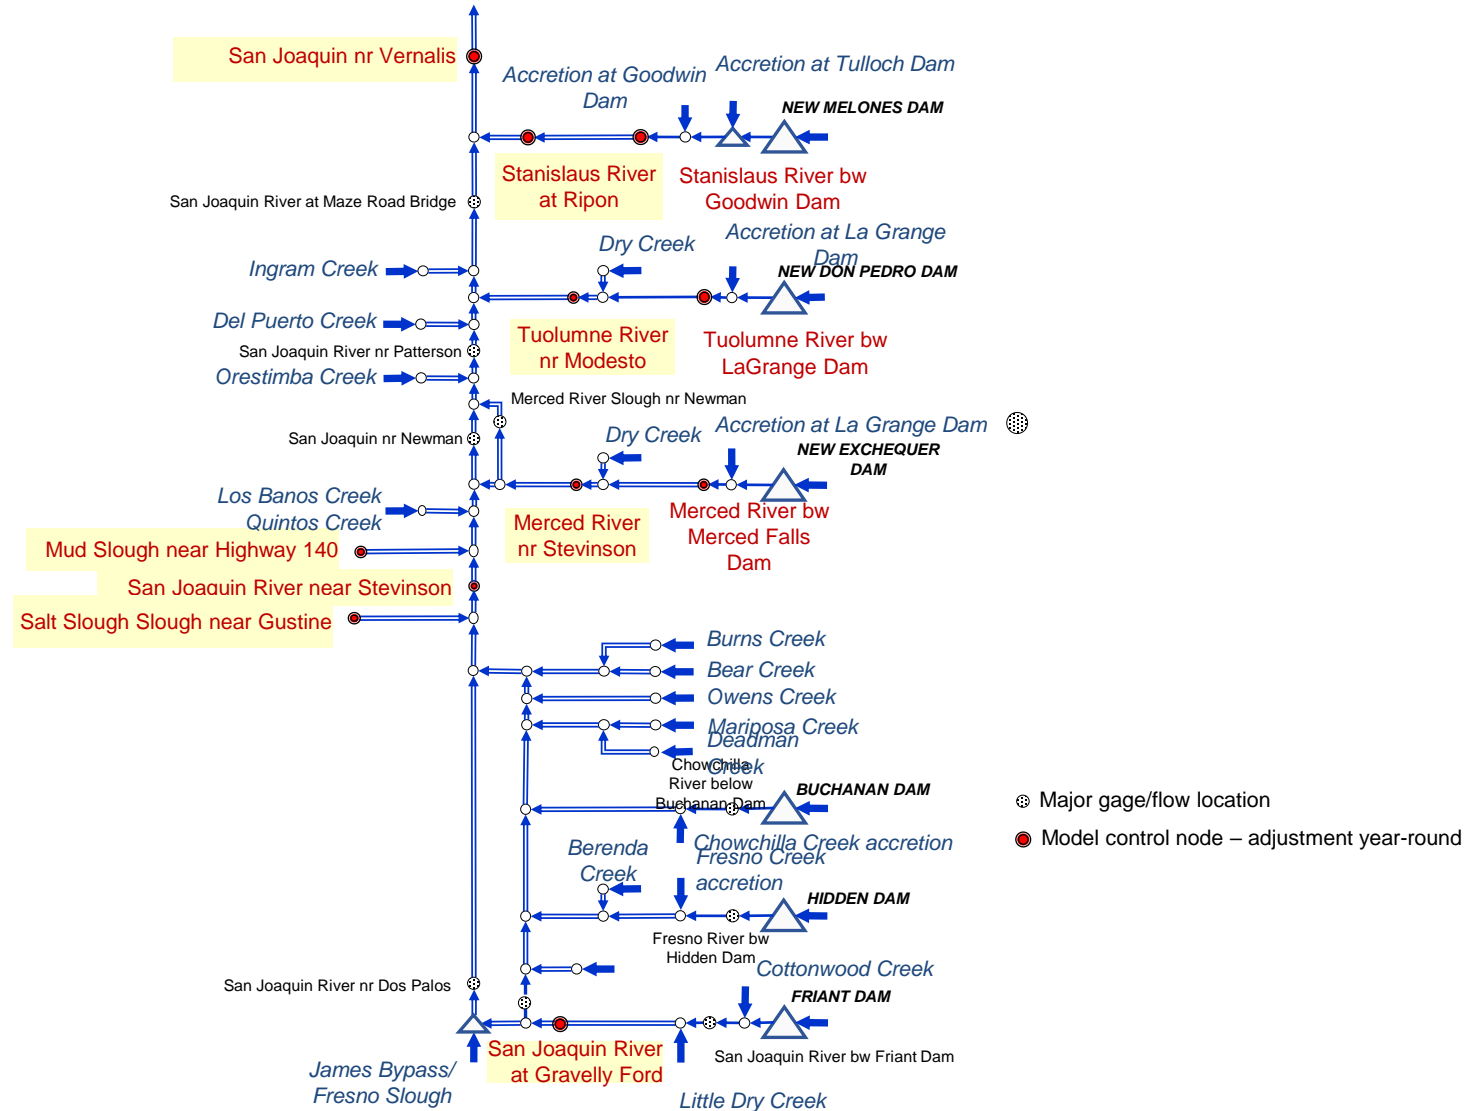 San Joaquin nr Vernalis
Accretion at Goodwin
Dam
Accretion at Tulloch Dam
NEW MELONES DAM
Stanislaus River
at Ripon
Stanislaus River bw
Goodwin Dam
San Joaquin River at Maze Road Bridge
Ingram Creek
Dry Creek
Accretion at La Grange
Dam
NEW DON PEDRO DAM
Del Puerto Creek
San Joaquin River nr Patterson
Orestimba Creek
Tuolumne River
nr Modesto
Tuolumne River bw
LaGrange Dam
Merced River Slough nr Newman
San Joaquin nr Newman
Dry Creek
Accretion at La Grange Dam
NEW EXCHEQUER
DAM
Los Banos Creek
Quintos Creek
Merced River
nr Stevinson
Merced River bw
Merced Falls
Dam
Mud Slough near Highway 140
San Joaquin River near Stevinson
Salt Slough Slough near Gustine
Burns Creek
Bear Creek
Owens Creek
Mariposa Creek
Deadman
Creek
Chowchilla
River below
Buchanan Dam
BUCHANAN DAM
Chowchilla Creek accretion
Major gage/flow location
Model control node – adjustment year-round
Berenda
Creek
Fresno Creek
accretion
HIDDEN DAM
Fresno River bw
Hidden Dam
Cottonwood Creek
San Joaquin River nr Dos Palos
FRIANT DAM
San Joaquin River bw Friant Dam
San Joaquin River
at Gravelly Ford
James Bypass/
Fresno Slough
Little Dry Creek